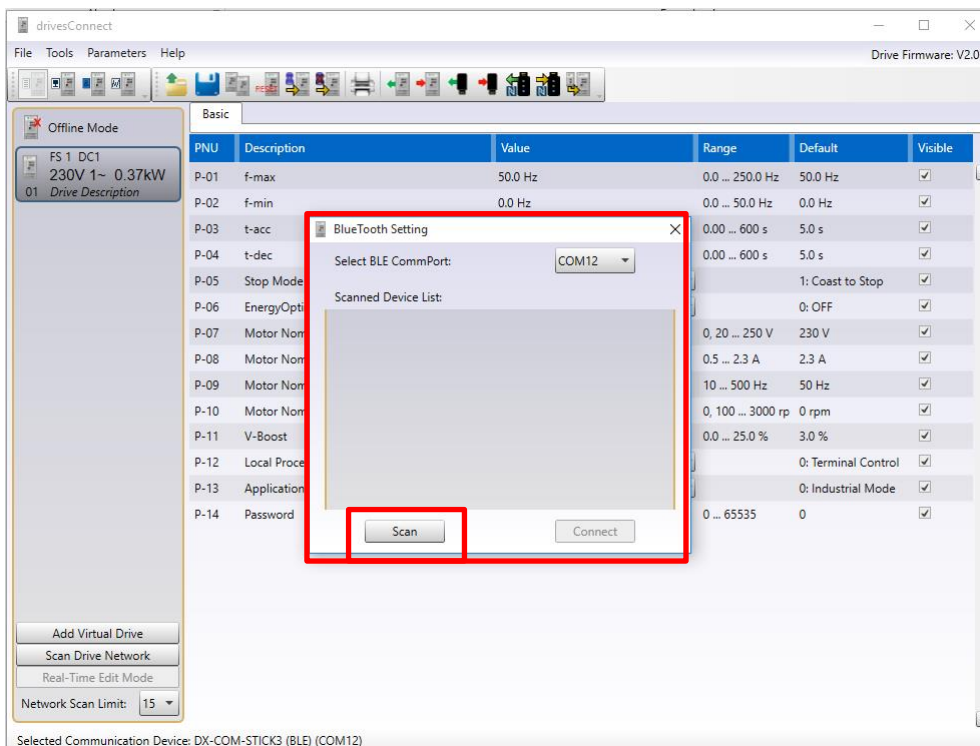 drivesConnect
File Tools Parameters Help
Drive Firmware: V2.0
Basic
Offline Mode
FS 1 DC1
230V 1~ 0.37kW
01 Drive Description
PNU Description Value Range Default Visible
P-01 f-max 50.0 Hz 0.0 ... 250.0 Hz 50.0 Hz
P-02 f-min 0.0 Hz 0.0 ... 50.0 Hz 0.0 Hz
P-03 t-acc 0.00 ... 600 s 5.0 s
P-04 t-dec 0.00 ... 600 s 5.0 s
P-05 Stop Mode 1: Coast to Stop
P-06 EnergyOpti 0: OFF
P-07 Motor Nom 0, 20 ... 250 V 230 V
P-08 Motor Nom 0.5 ... 2.3 A 2.3 A
P-09 Motor Nom 10 ... 500 Hz 50 Hz
P-10 Motor Nom 0, 100 ... 3000 rp 0 rpm
P-11 V-Boost 0.0 ... 25.0 % 3.0 %
P-12 Local Proce 0: Terminal Control
P-13 Application 0: Industrial Mode
P-14 Password 0 ... 65535 0
BlueTooth Setting
Select BLE CommPort: COM12
Scanned Device List:
Scan Connect
Add Virtual Drive
Scan Drive Network
Real-Time Edit Mode
Network Scan Limit: 15
Selected Communication Device: DX-COM-STICK3 (BLE) (COM12)